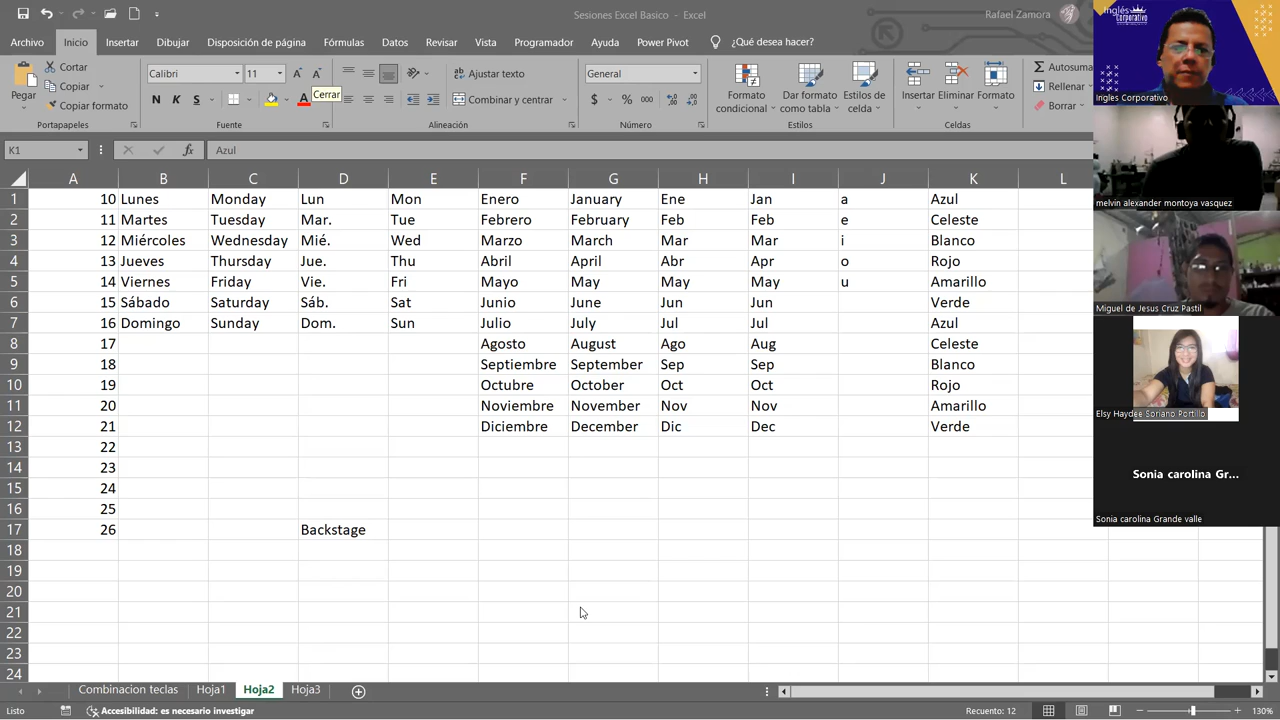 Sesiones Excel Basico - Excel
Rafael Zamora
Archivo Inicio Insertar Dibujar Disposición de página Fórmulas Datos Revisar Vista Programador Ayuda Power Pivot ¿Qué desea hacer?
Pegar
Cortar
Copiar
Copiar formato
Portapapeles
Calibri 11
N K S
Cerrar
Fuente
Ajustar texto
Combinar y centrar
Alineación
General
$ % 000
Número
Formato condicional
Dar formato como tabla
Estilos de celda
Estilos
Insertar Eliminar Formato
Celdas
Autosuma
Rellenar
Borrar
K1 fx Azul
A B C D E F G H I J K L
1 10 Lunes Monday Lun Mon Enero January Ene Jan a Azul
2 11 Martes Tuesday Mar. Tue Febrero February Feb Feb e Celeste
3 12 Miércoles Wednesday Mié. Wed Marzo March Mar Mar i Blanco
4 13 Jueves Thursday Jue. Thu Abril April Abr Apr o Rojo
5 14 Viernes Friday Vie. Fri Mayo May May May u Amarillo
6 15 Sábado Saturday Sáb. Sat Junio June Jun Jun Verde
7 16 Domingo Sunday Dom. Sun Julio July Jul Jul Azul
8 17 Agosto August Ago Aug Celeste
9 18 Septiembre September Sep Sep Blanco
10 19 Octubre October Oct Oct Rojo
11 20 Noviembre November Nov Nov Amarillo
12 21 Diciembre December Dic Dec Verde
13 22
14 23
15 24
16 25
17 26 Backstage
18
19
20
21
22
23
24
Combinacion teclas Hoja1 Hoja2 Hoja3
Listo Accesibilidad: es necesario investigar Recuento: 12 130%
Inglés
Corporativo
Ingles Corporativo
melvin alexander montoya vasquez
Miguel de Jesus Cruz Pastil
Elsy Haydee Soriano Portillo
Sonia carolina Gr...
Sonia carolina Grande valle